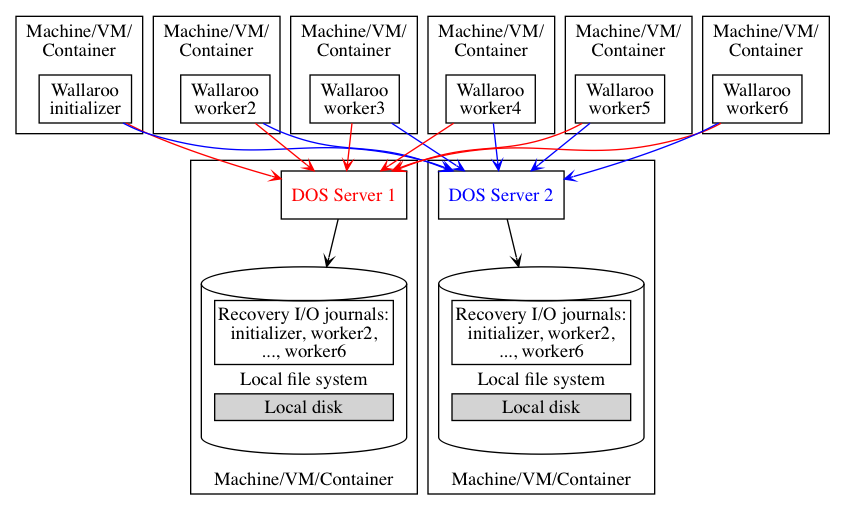 Machine/VM/
Container
Wallaroo
initializer
Machine/VM/
Container
Wallaroo
worker2
Machine/VM/
Container
Wallaroo
worker3
Machine/VM/
Container
Wallaroo
worker4
Machine/VM/
Container
Wallaroo
worker5
Machine/VM/
Container
Wallaroo
worker6
DOS Server 1
Recovery I/O journals:
initializer, worker2,
..., worker6
Local file system
Local disk
Machine/VM/Container
DOS Server 2
Recovery I/O journals:
initializer, worker2,
..., worker6
Local file system
Local disk
Machine/VM/Container